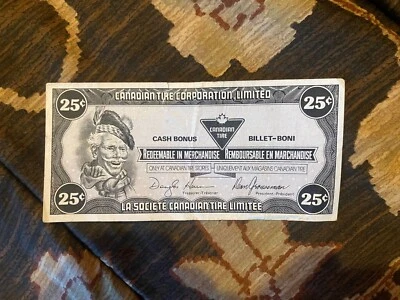 CANADIAN TIRE CORPORATION, LIMITED
25¢ 25¢
CANADIAN TIRE
CASH BONUS BILLET-BONI
REDEEMABLE IN MERCHANDISE REMBOURSABLE EN MARCHANDISE
ONLY AT CANADIAN TIRE STORES UNIQUEMENT AUX MAGASINS CANADIAN TIRE
25¢ 25¢
LA SOCIÉTÉ CANADIAN TIRE LIMITÉE